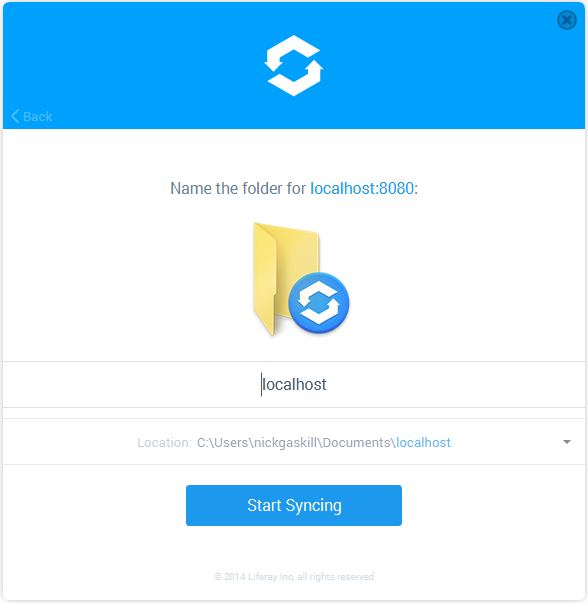 Back
Name the folder for localhost:8080:
localhost
Location: C:\Users\nickgaskill\Documents\localhost
Start Syncing
© 2014 Liferay Inc, all rights reserved